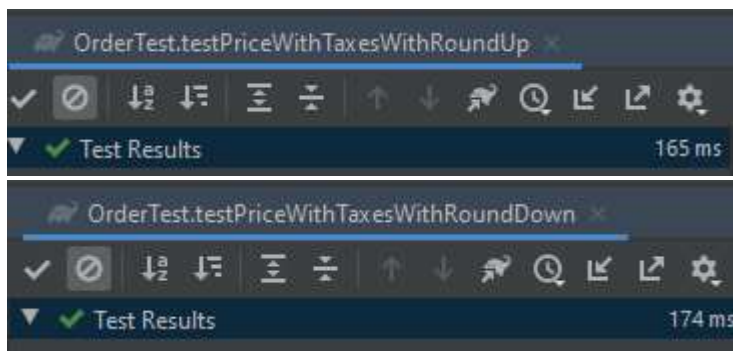 OrderTest.testPriceWithTaxesWithRoundUp
Test Results 165 ms
OrderTest.testPriceWithTaxesWithRoundDown
Test Results 174 ms